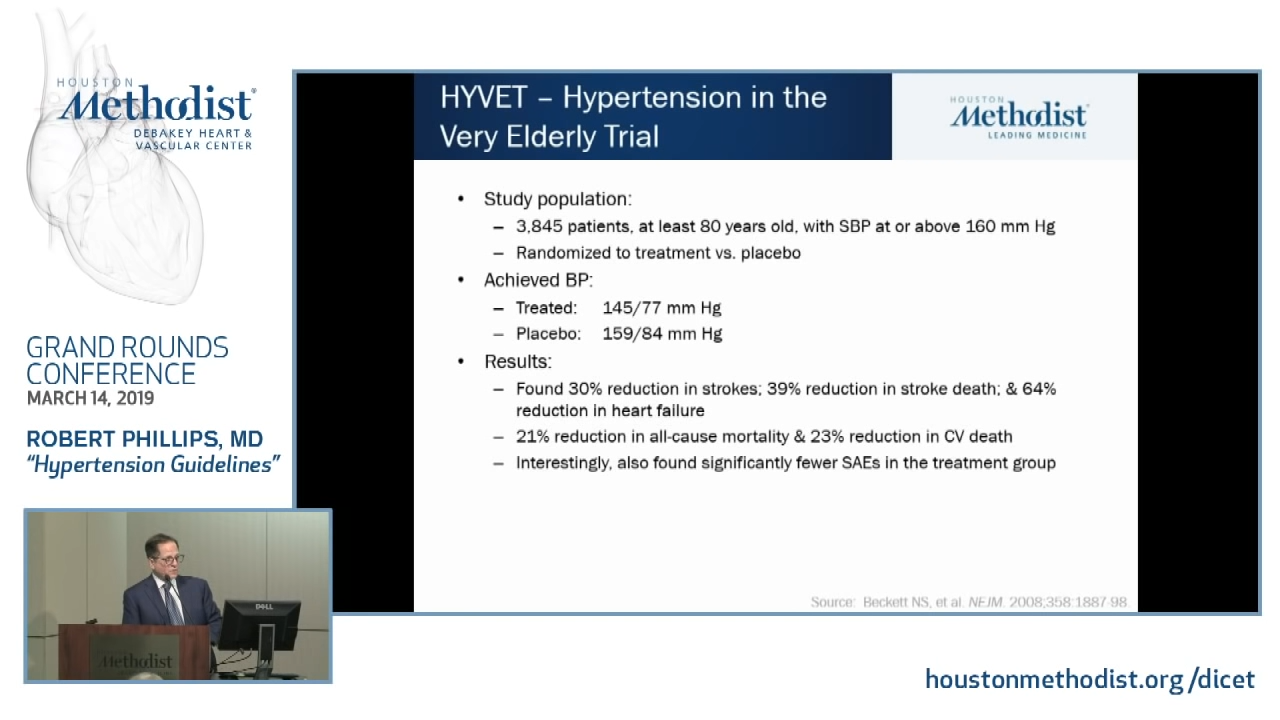 HOUSTON
Methodist®
DEBAKEY HEART &
VASCULAR CENTER
GRAND ROUNDS
CONFERENCE
MARCH 14, 2019
ROBERT PHILLIPS, MD
“Hypertension Guidelines”
HYVET – Hypertension in the
Very Elderly Trial
HOUSTON
Methodist
LEADING MEDICINE
• Study population:
– 3,845 patients, at least 80 years old, with SBP at or above 160 mm Hg
– Randomized to treatment vs. placebo
• Achieved BP:
– Treated: 145/77 mm Hg
– Placebo: 159/84 mm Hg
• Results:
– Found 30% reduction in strokes; 39% reduction in stroke death; & 64%
reduction in heart failure
– 21% reduction in all-cause mortality & 23% reduction in CV death
– Interestingly, also found significantly fewer SAEs in the treatment group
Source: Beckett NS, et al. NEJM. 2008;358:1887-98.
DELL
Methodist
houstonmethodist.org/dicet